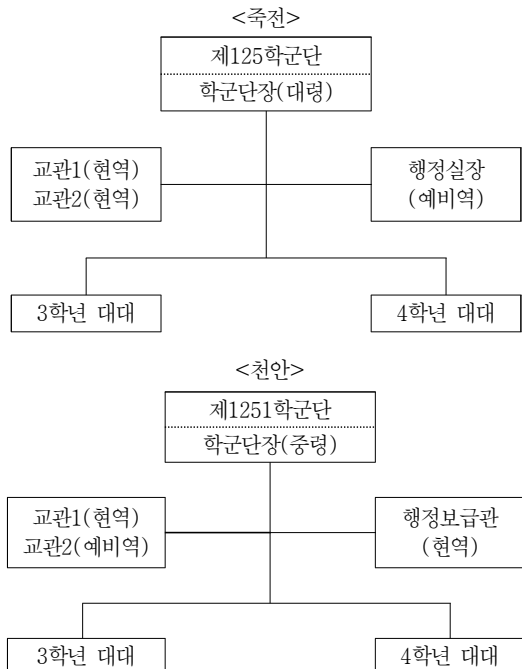 <죽전>
제125학군단
학군단장(대령)
교관1(현역)
교관2(현역)
행정실장
(예비역)
3학년 대대
4학년 대대
<천안>
제1251학군단
학군단장(중령)
교관1(현역)
교관2(예비역)
행정보급관
(현역)
3학년 대대
4학년 대대